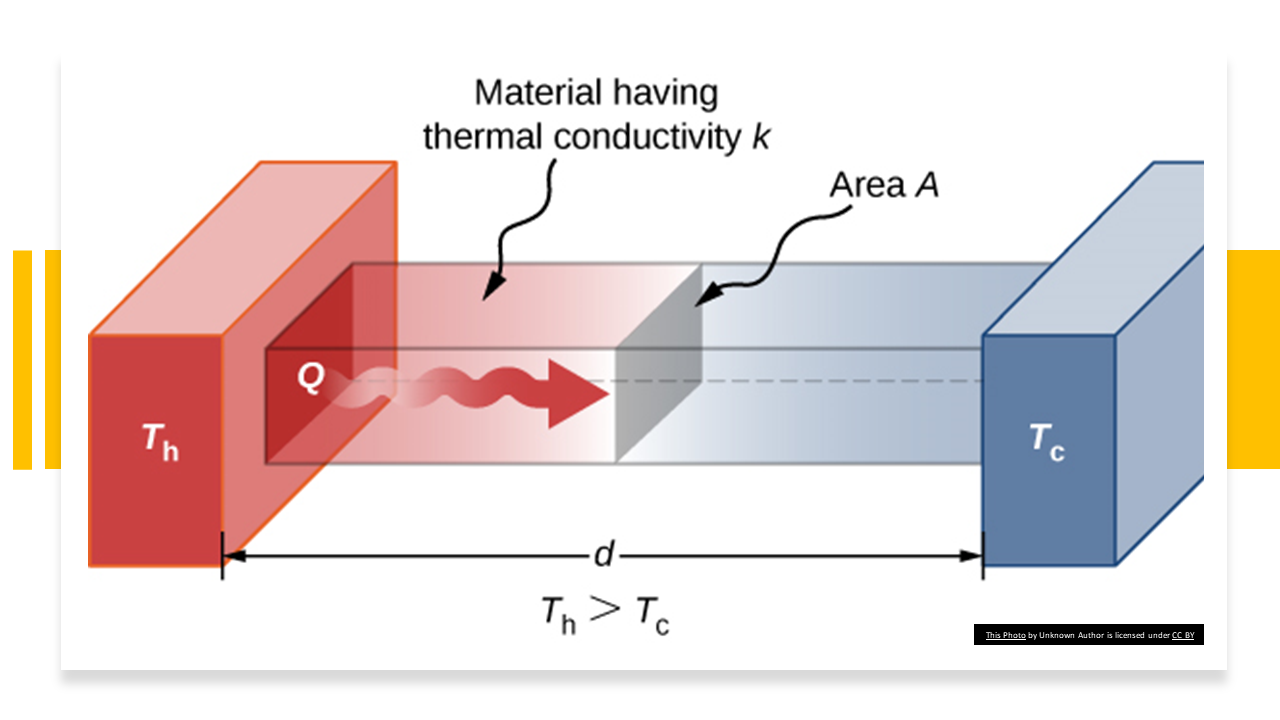 Material having
thermal conductivity k
Area A
Q
Th
Tc
d
Th > Tc
This Photo by Unknown Author is licensed under CC BY